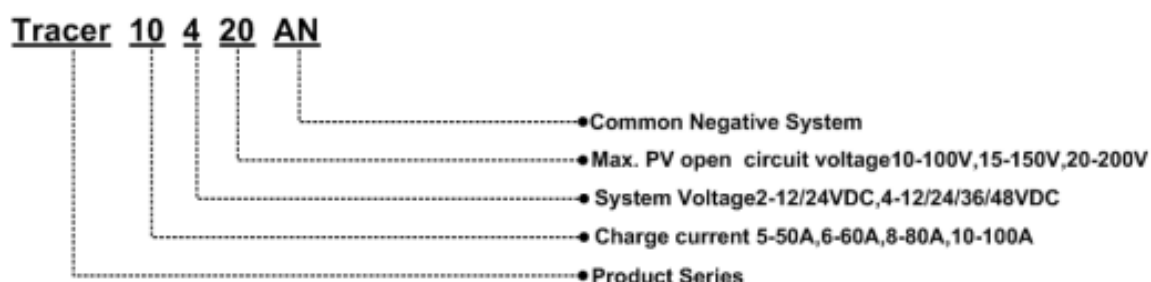 Tracer 10 4 20 AN
Common Negative System
Max. PV open circuit voltage10-100V,15-150V,20-200V
System Voltage2-12/24VDC,4-12/24/36/48VDC
Charge current 5-50A,6-60A,8-80A,10-100A
Product Series